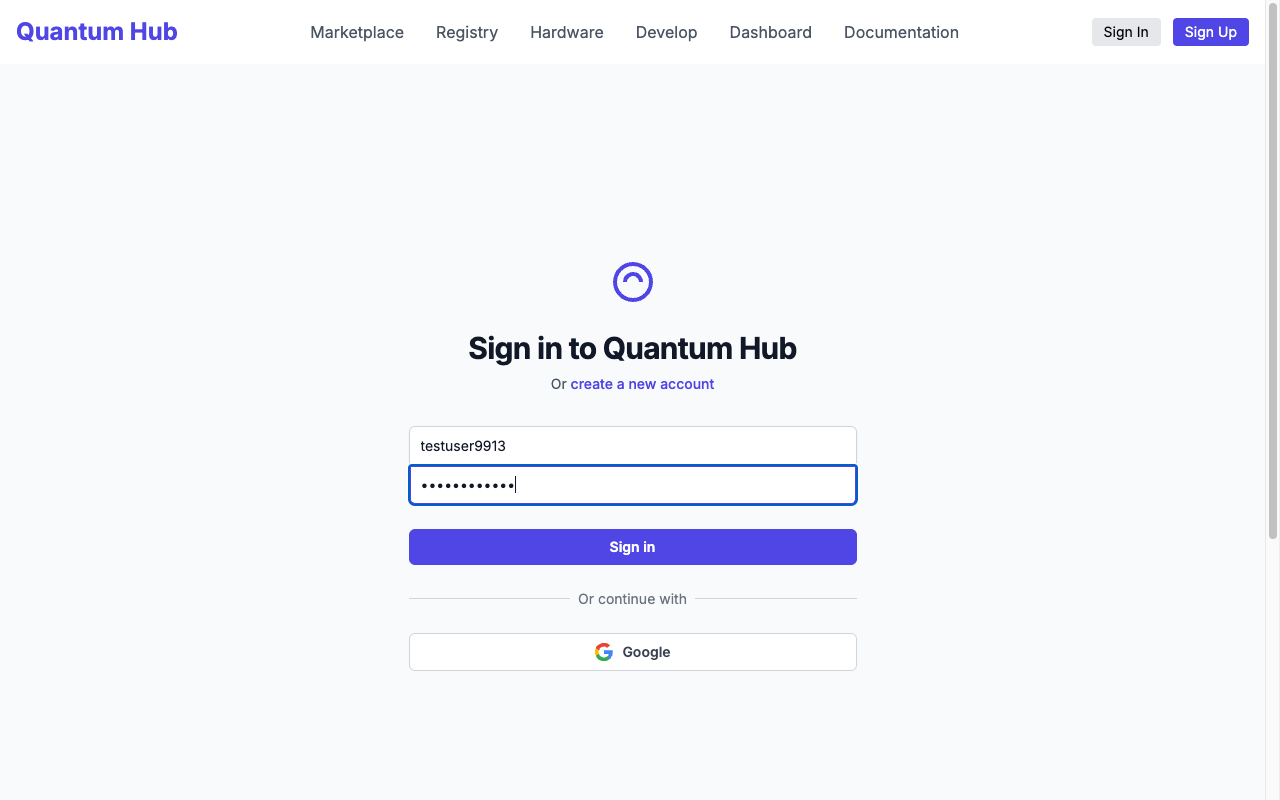 Quantum Hub
Marketplace
Registry
Hardware
Develop
Dashboard
Documentation
Sign In
Sign Up
Sign in to Quantum Hub
Or create a new account
testuser9913
••••••••••••
Sign in
Or continue with
Google